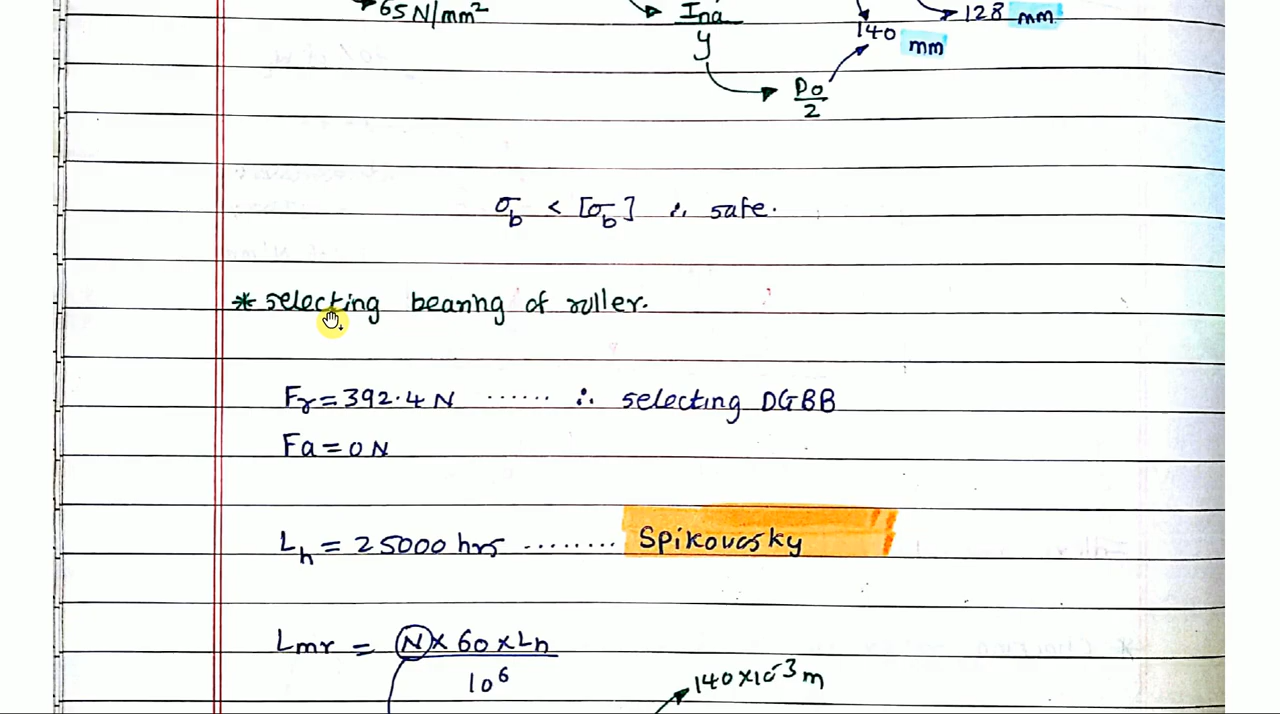 65 N/mm²
Ina
y
Do
2
140 mm
128 mm
σb < [σb] ∴ safe.
* selecting bearing of roller.
Fr = 392.4 N ...... ∴ selecting DGBB
Fa = 0 N
Lh = 25000 hrs ........ Spikovosky
Lmr = N × 60 × Lh
10⁶
140×10⁻³ m